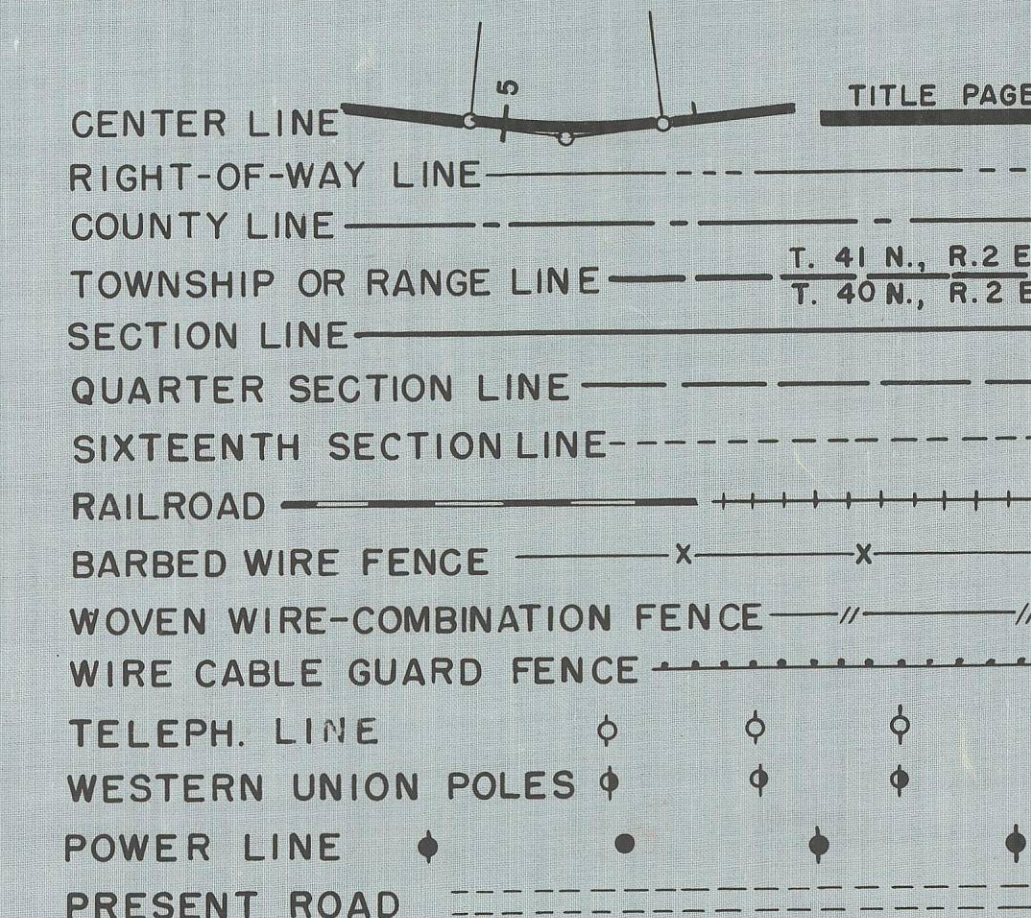 5
CENTER LINE TITLE PAGE
RIGHT-OF-WAY LINE
COUNTY LINE
TOWNSHIP OR RANGE LINE T. 41 N., R.2 E
T. 40 N., R.2 E
SECTION LINE
QUARTER SECTION LINE
SIXTEENTH SECTION LINE
RAILROAD
BARBED WIRE FENCE
WOVEN WIRE-COMBINATION FENCE
WIRE CABLE GUARD FENCE
TELEPH. LINE
WESTERN UNION POLES
POWER LINE
PRESENT ROAD